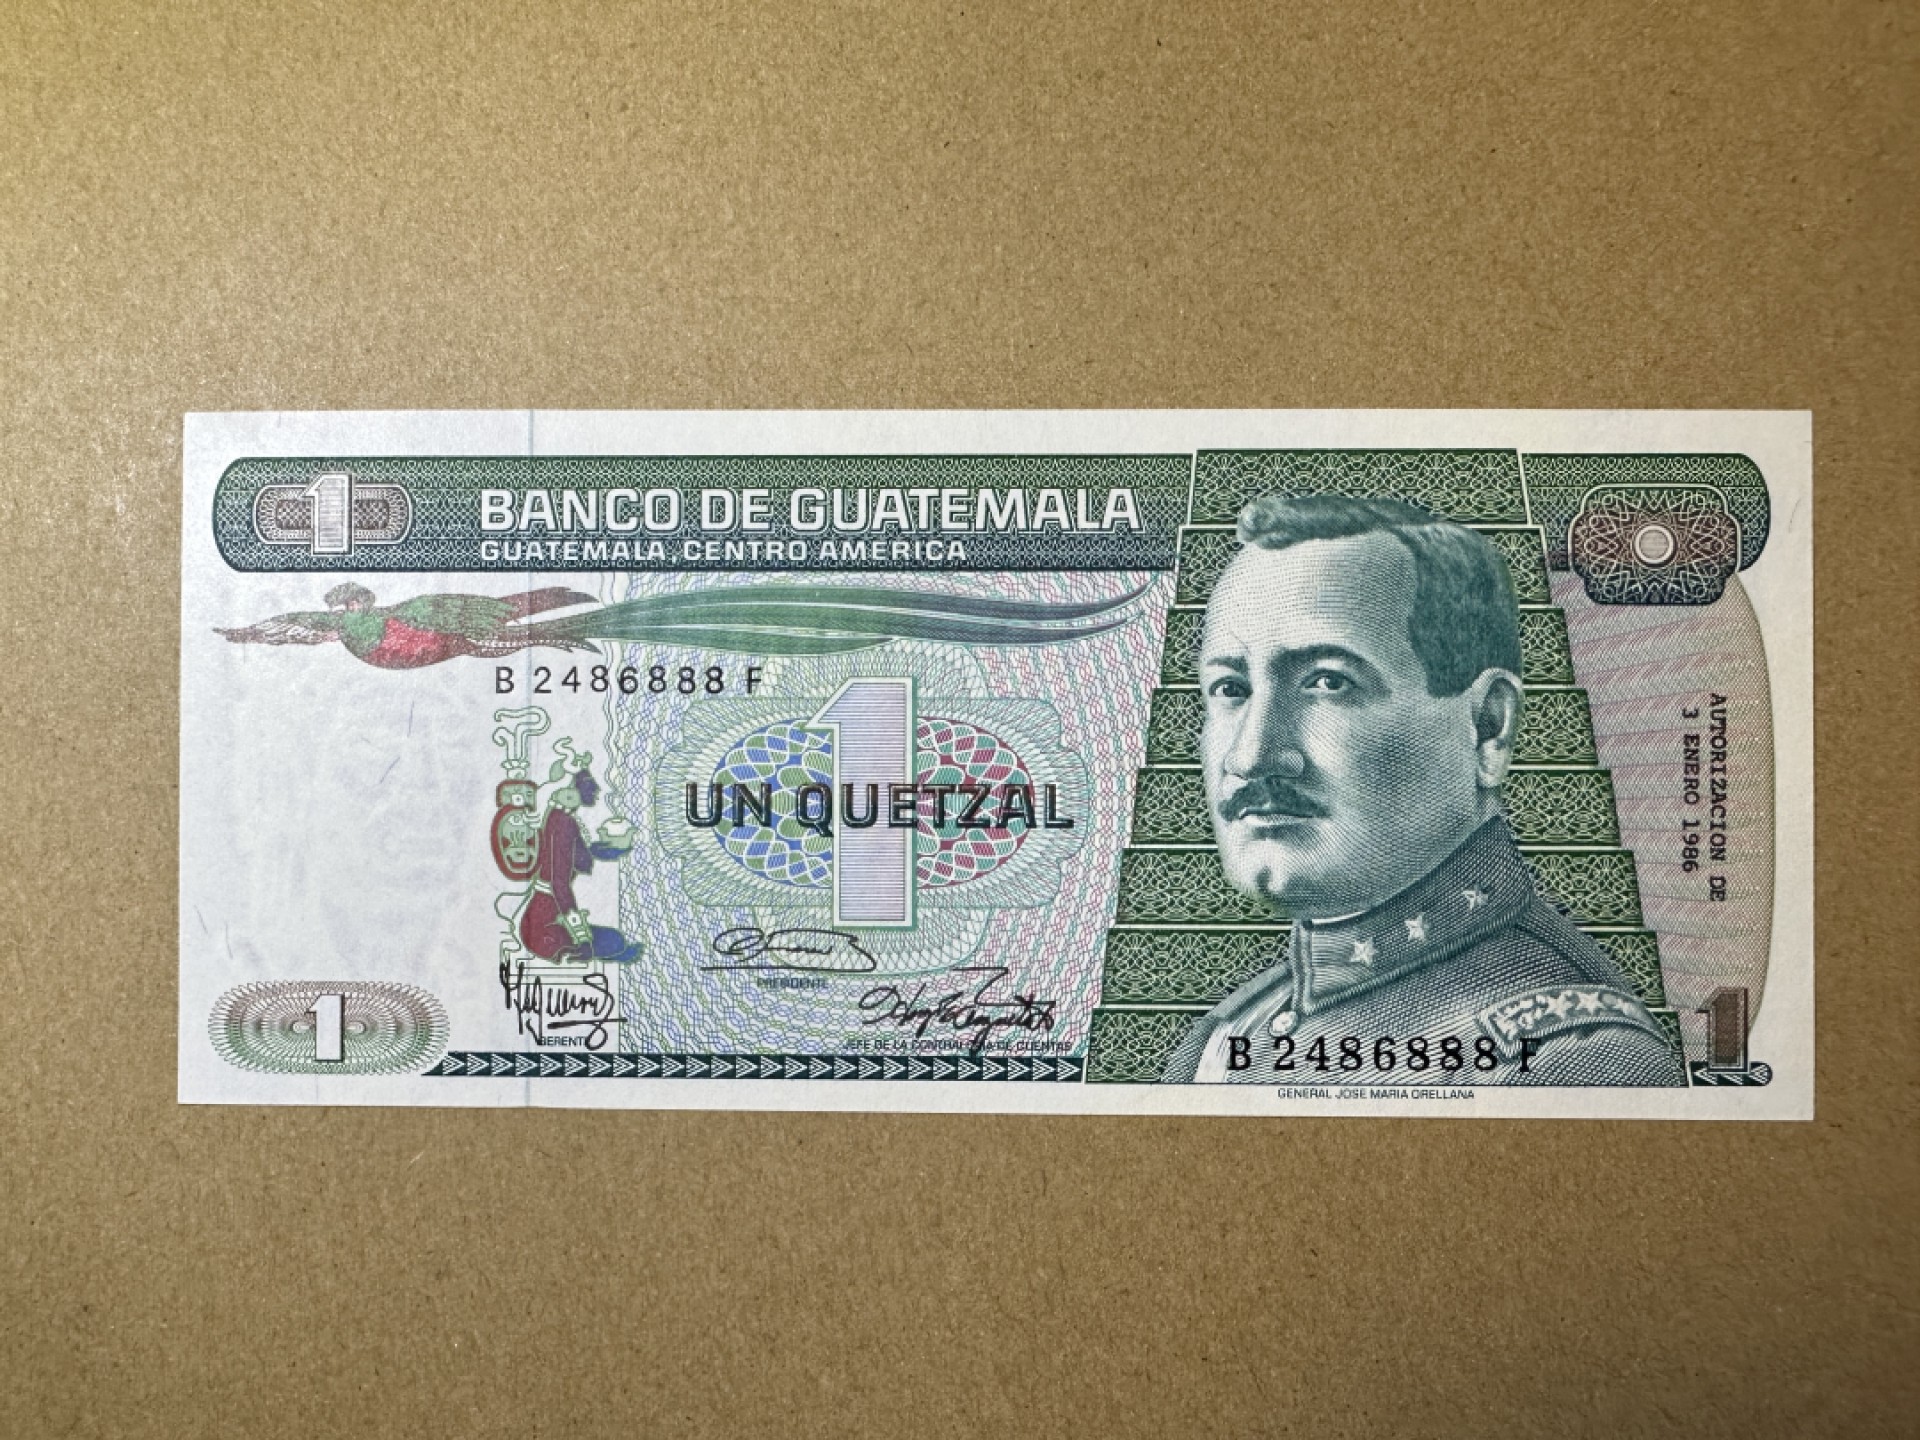 1
BANCO DE GUATEMALA
GUATEMALA, CENTRO AMERICA
B 2486888 F
1
UN QUETZAL
AUTORIZACION DE
3 ENERO 1986
PRESIDENTE
GERENTE
JEFE DE LA CONTRALORIA DE CUENTAS
1
B 2486888 F
1
GENERAL JOSE MARIA ORELLANA